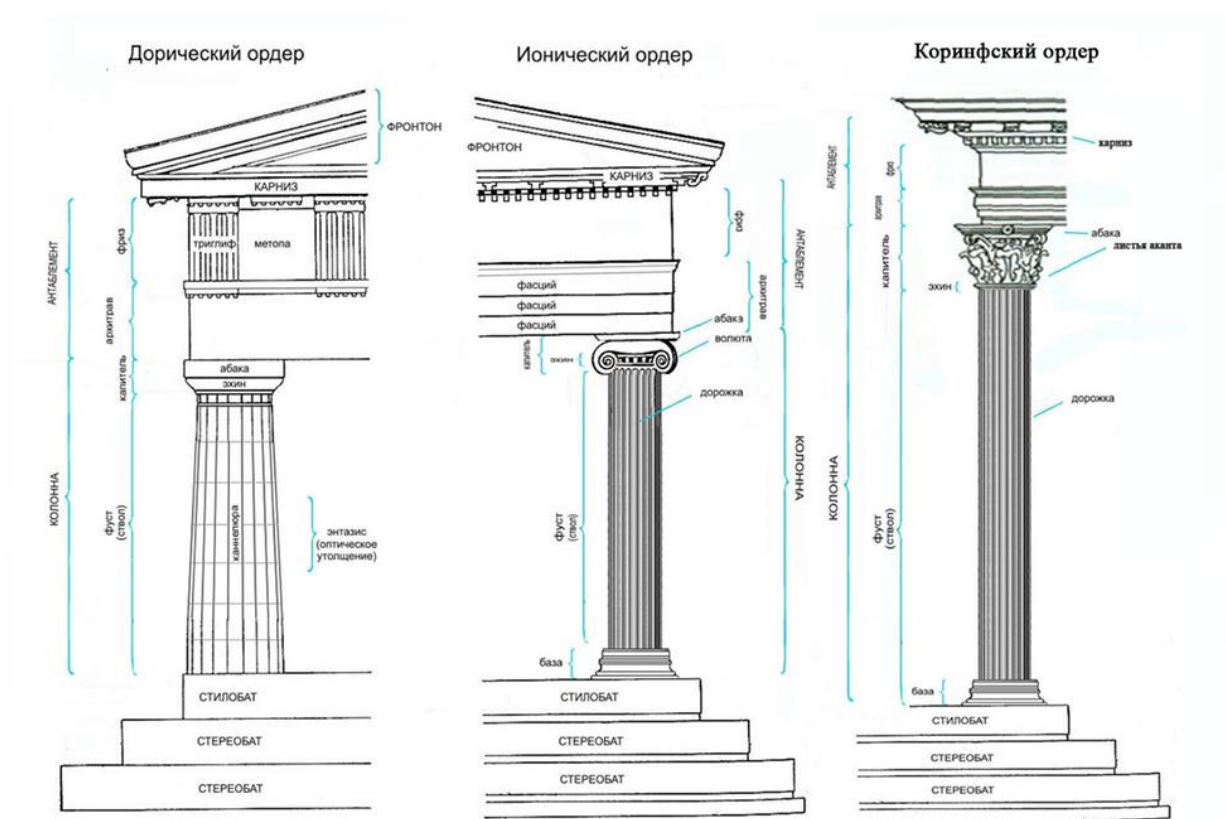 Дорический ордер
ФРОНТОН
КАРНИЗ
АНТАБЛЕМЕНТ
фриз
триглиф
метопа
архитрав
капитель
абака
эхин
КОЛОННА
фуст
(ствол)
каннелюра
энтазис
(оптическое
утолщение)
СТИЛОБАТ
СТЕРЕОБАТ
СТЕРЕОБАТ
Ионический ордер
ФРОНТОН
КАРНИЗ
фриз
АНТАБЛЕМЕНТ
фасций
фасций
фасций
архитрав
абака
волюта
капитель
эхин
дорожка
КОЛОННА
фуст
(ствол)
база
СТИЛОБАТ
СТЕРЕОБАТ
СТЕРЕОБАТ
Коринфский ордер
карниз
АНТАБЛЕМЕНТ
фриз
архитрав
абака
листья аканта
капитель
эхин
дорожка
КОЛОННА
фуст
(ствол)
база
СТИЛОБАТ
СТЕРЕОБАТ
СТЕРЕОБАТ